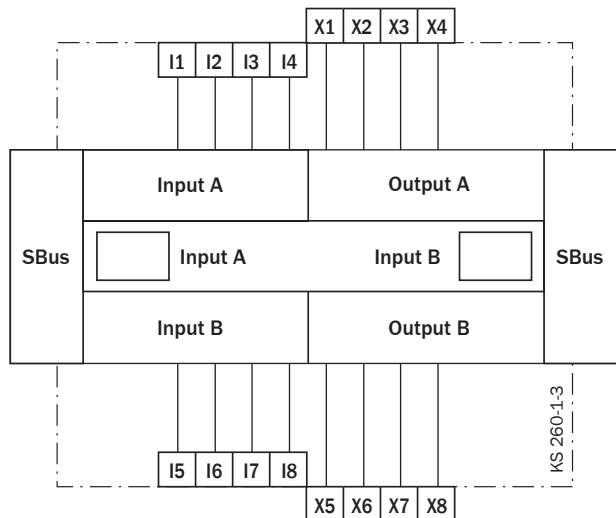 X1 X2 X3 X4
I1 I2 I3 I4
Input A Output A
SBus Input A Input B SBus
Input B Output B
KS 260-1-3
I5 I6 I7 I8
X5 X6 X7 X8